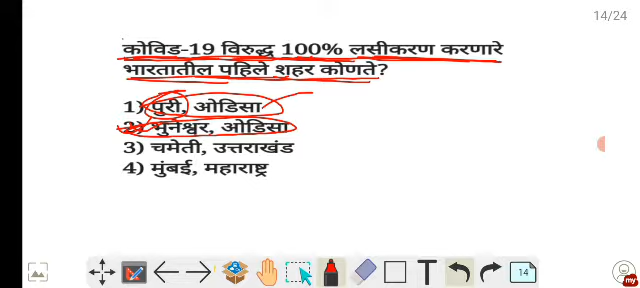 14/24
कोविड-19 विरुद्ध 100% लसीकरण करणारे
भारतातील पहिले शहर कोणते?
1) पुरी, ओडिसा
2) भुनेश्वर, ओडिसा
3) चमेती, उत्तराखंड
4) मुंबई, महाराष्ट्र
T
14
my